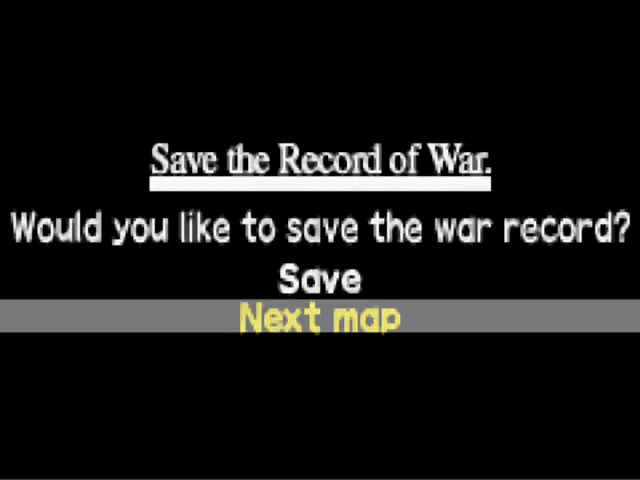 Save the Record of War.
Would you like to save the war record?
Save
Next map